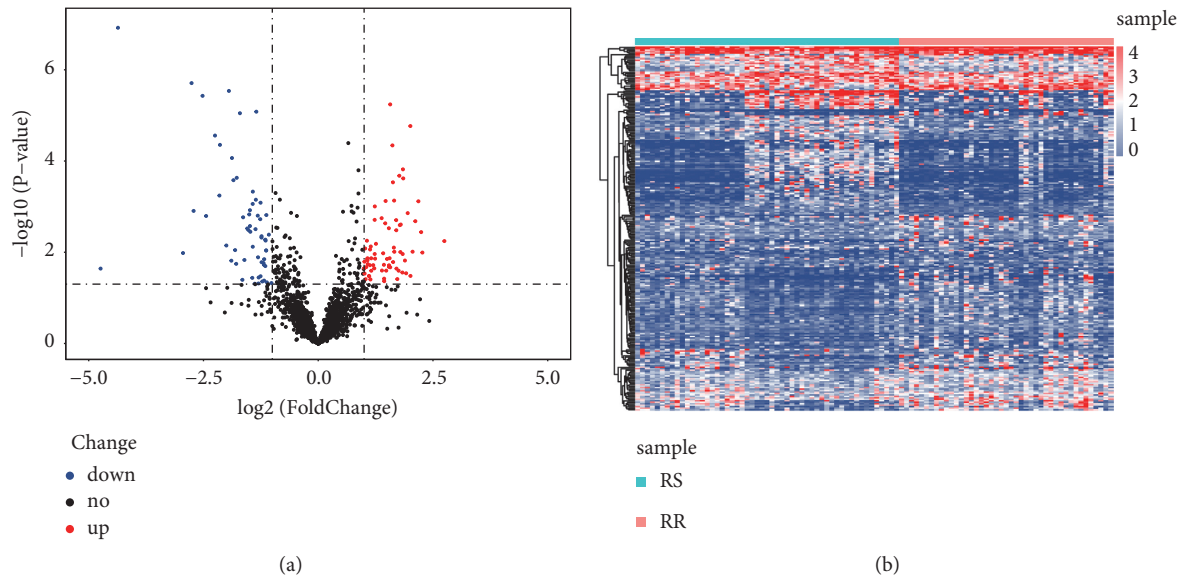 6
4
2
0
−log10 (P−value)
−5.0
−2.5
0.0
2.5
5.0
log2 (FoldChange)
Change
down
no
up
(a)
sample
4
3
2
1
0
sample
RS
RR
(b)